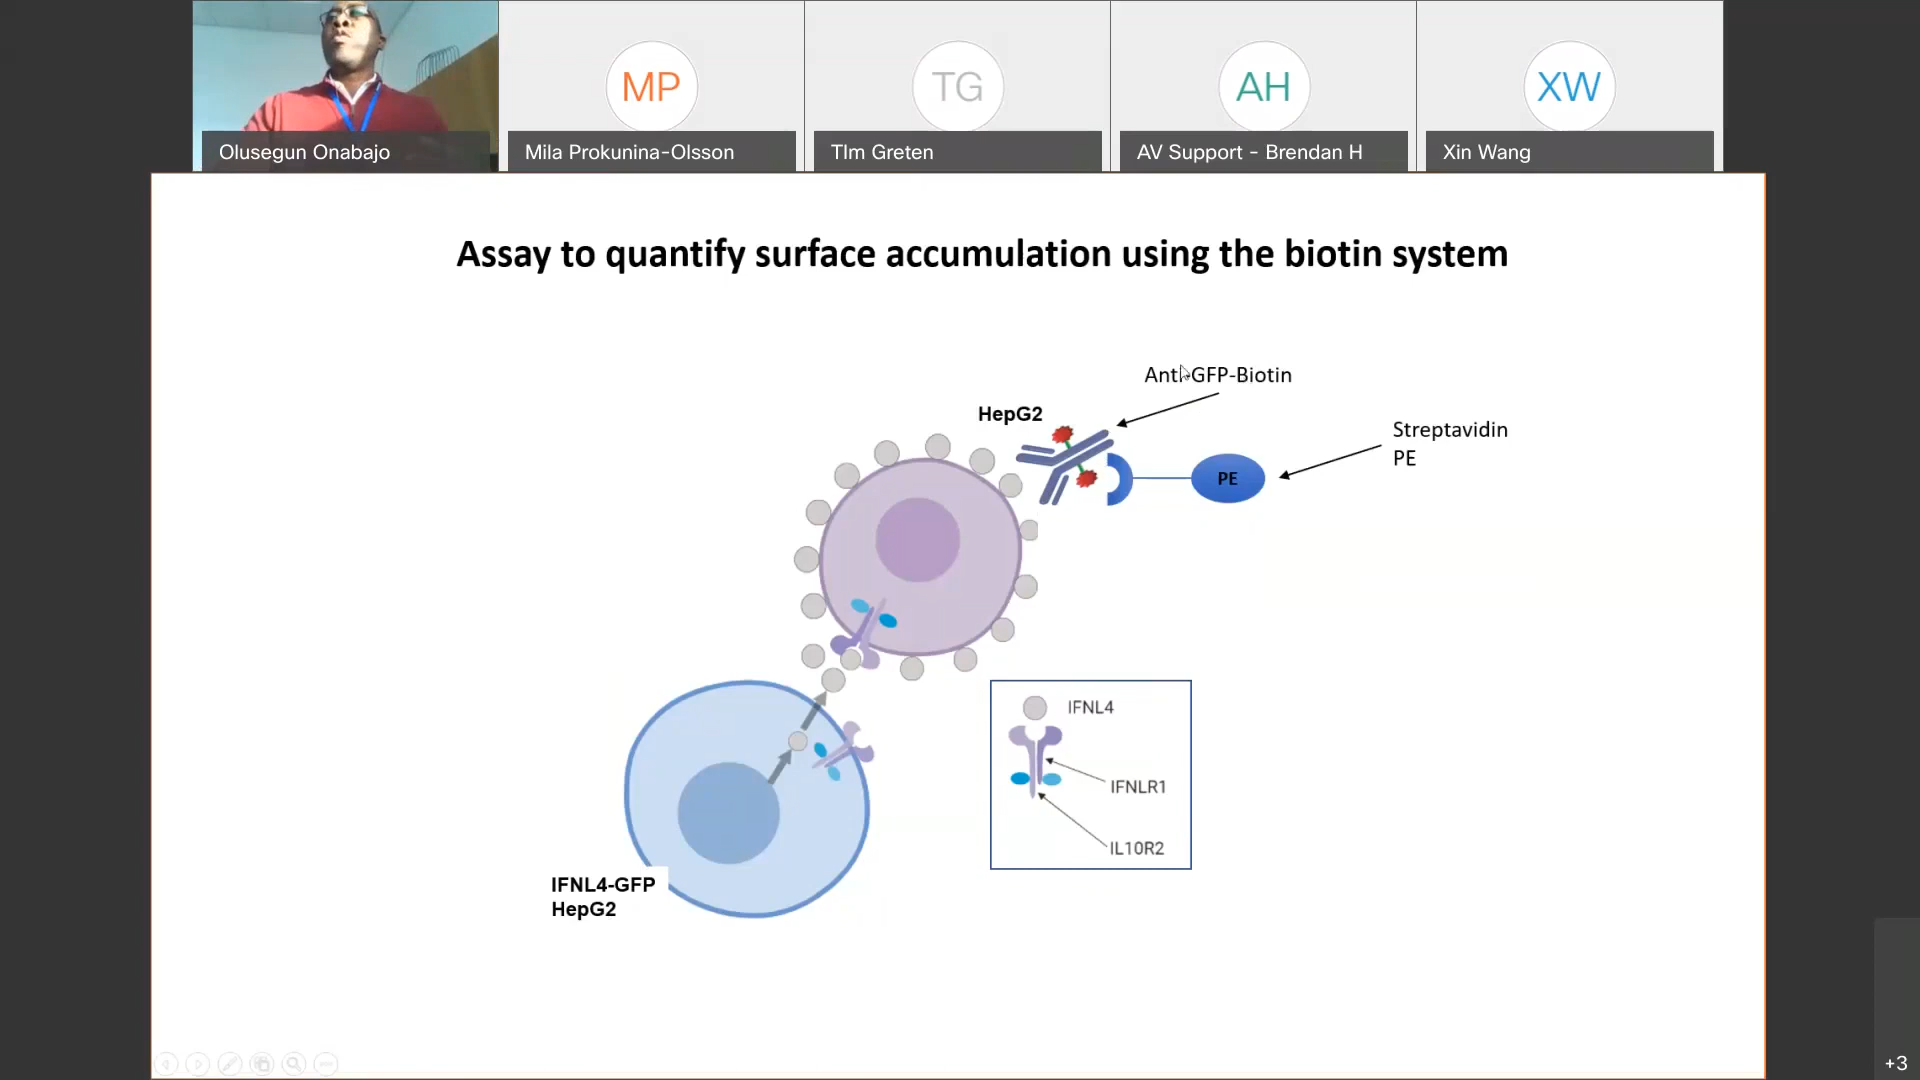 MP
TG
AH
XW
Olusegun Onabajo
Mila Prokunina-Olsson
TIm Greten
AV Support - Brendan H
Xin Wang
Assay to quantify surface accumulation using the biotin system
Anti-GFP-Biotin
HepG2
Streptavidin
PE
PE
IFNL4
IFNLR1
IL10R2
IFNL4-GFP
HepG2
+3